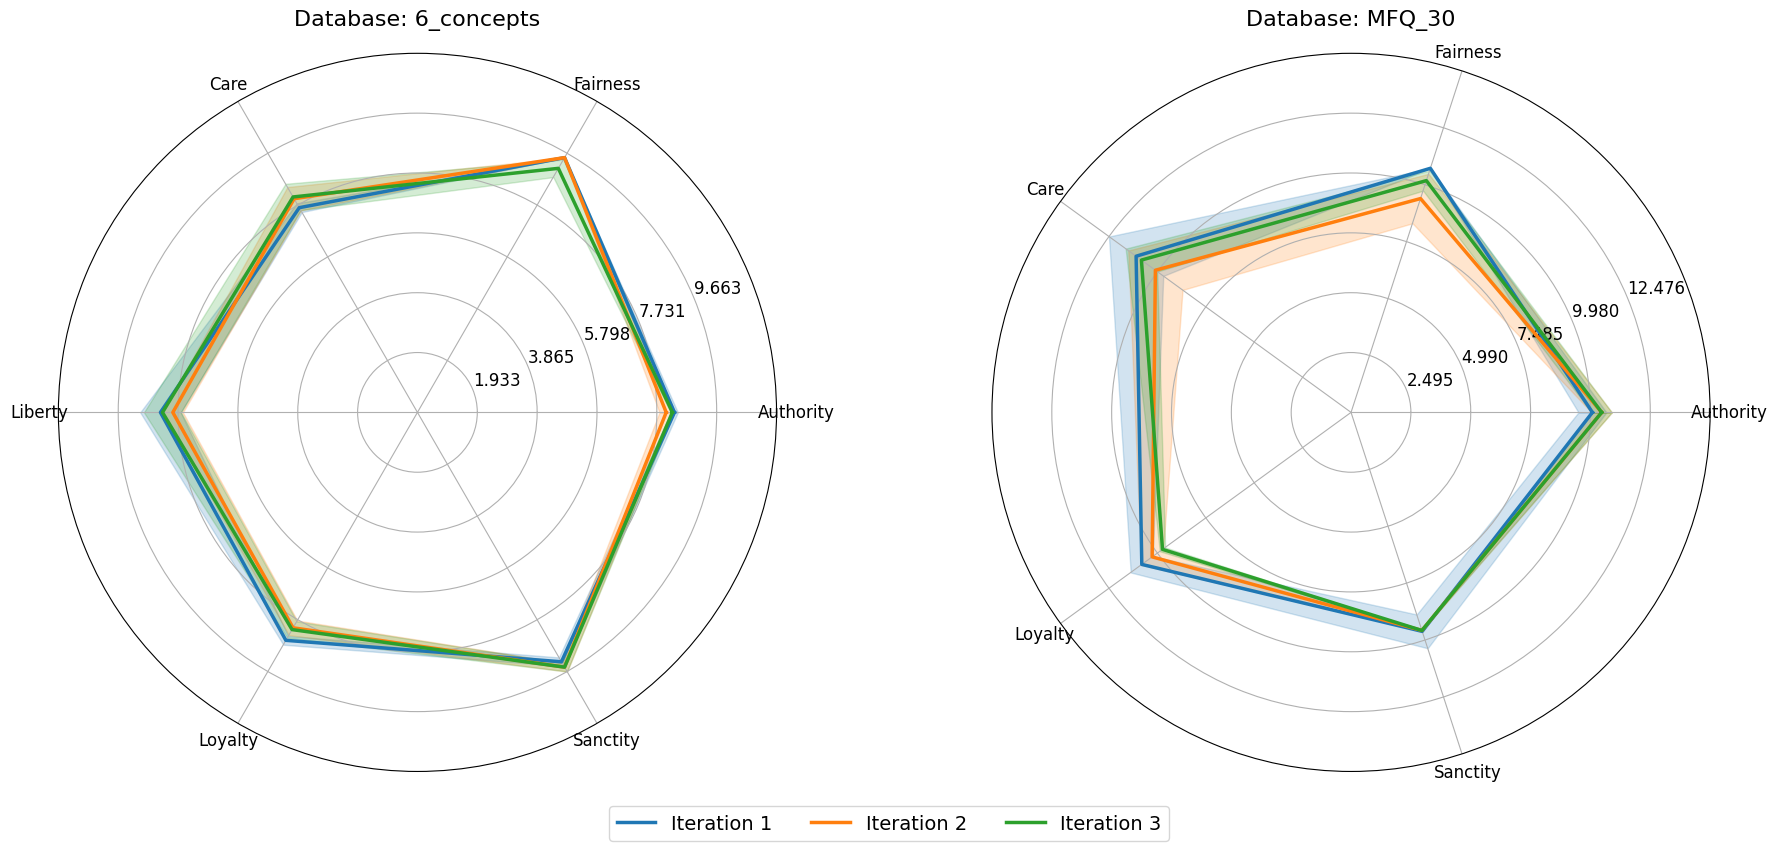 Database: 6_concepts
Care
Fairness
9.663
7.731
5.798
3.865
1.933
Liberty
Authority
Loyalty
Sanctity
Database: MFQ_30
Fairness
Care
12.476
9.980
7.485
4.990
2.495
Authority
Loyalty
Sanctity
Iteration 1
Iteration 2
Iteration 3